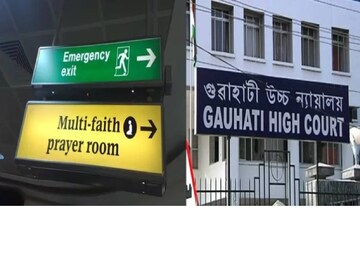 Emergency
exit
Multi-faith
prayer room
গুৱাহাটী উচ্চ ন্যায়ালয়
GAUHATI HIGH COURT